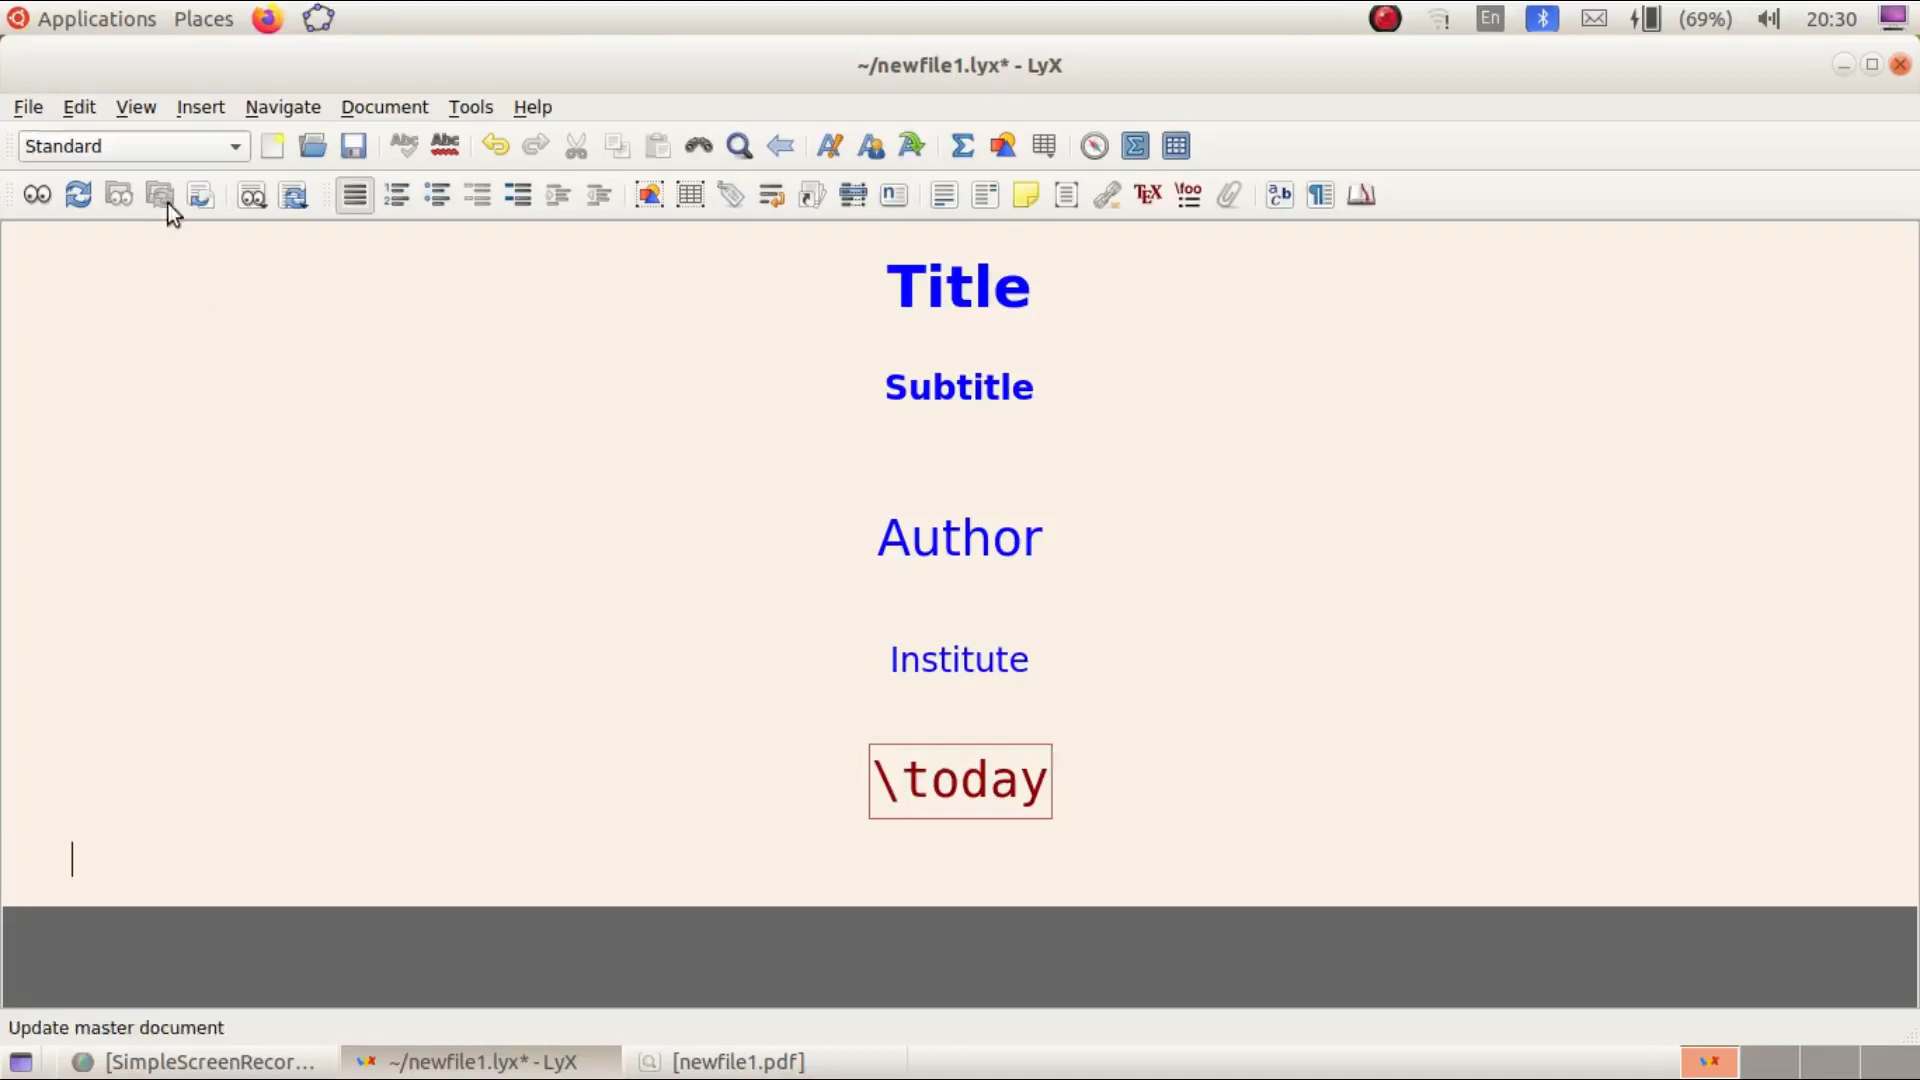 Applications Places En (69%) 20:30
~/newfile1.lyx* - LyX
File Edit View Insert Navigate Document Tools Help
Standard
Title
Subtitle
Author
Institute
\today
Update master document
[SimpleScreenRecor... ~/newfile1.lyx* - LyX [newfile1.pdf]